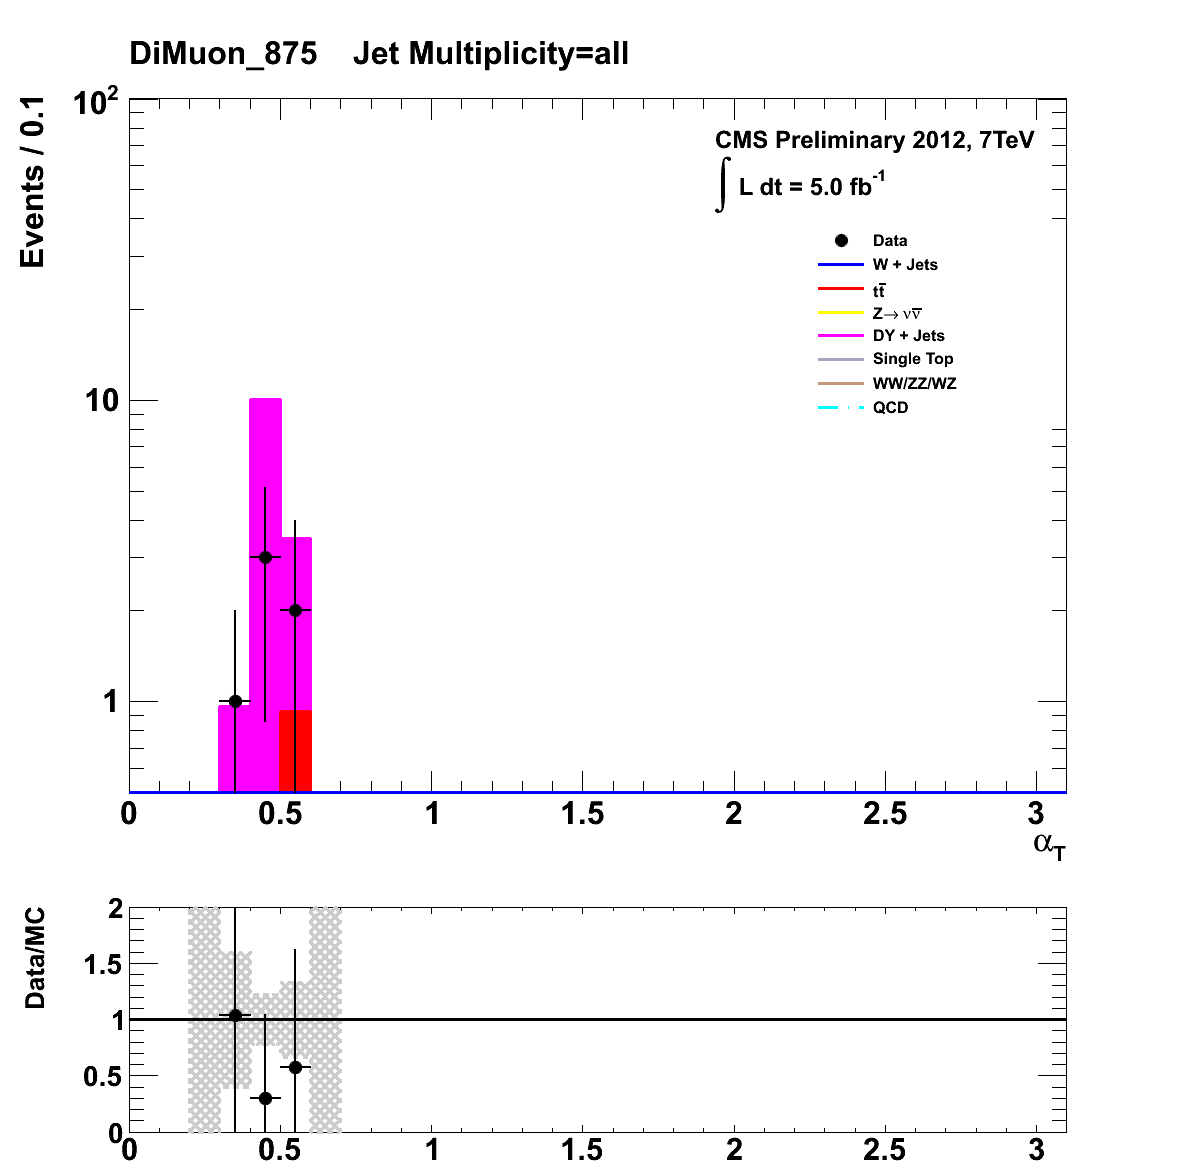 DiMuon_875 Jet Multiplicity=all
Events / 0.1
10²
10
1
CMS Preliminary 2012, 7TeV
∫ L dt = 5.0 fb⁻¹
Data
W + Jets
tt̅
Z→ νν̅
DY + Jets
Single Top
WW/ZZ/WZ
QCD
0 0.5 1 1.5 2 2.5 3
α_T
Data/MC
2
1.5
1
0.5
0
0 0.5 1 1.5 2 2.5 3